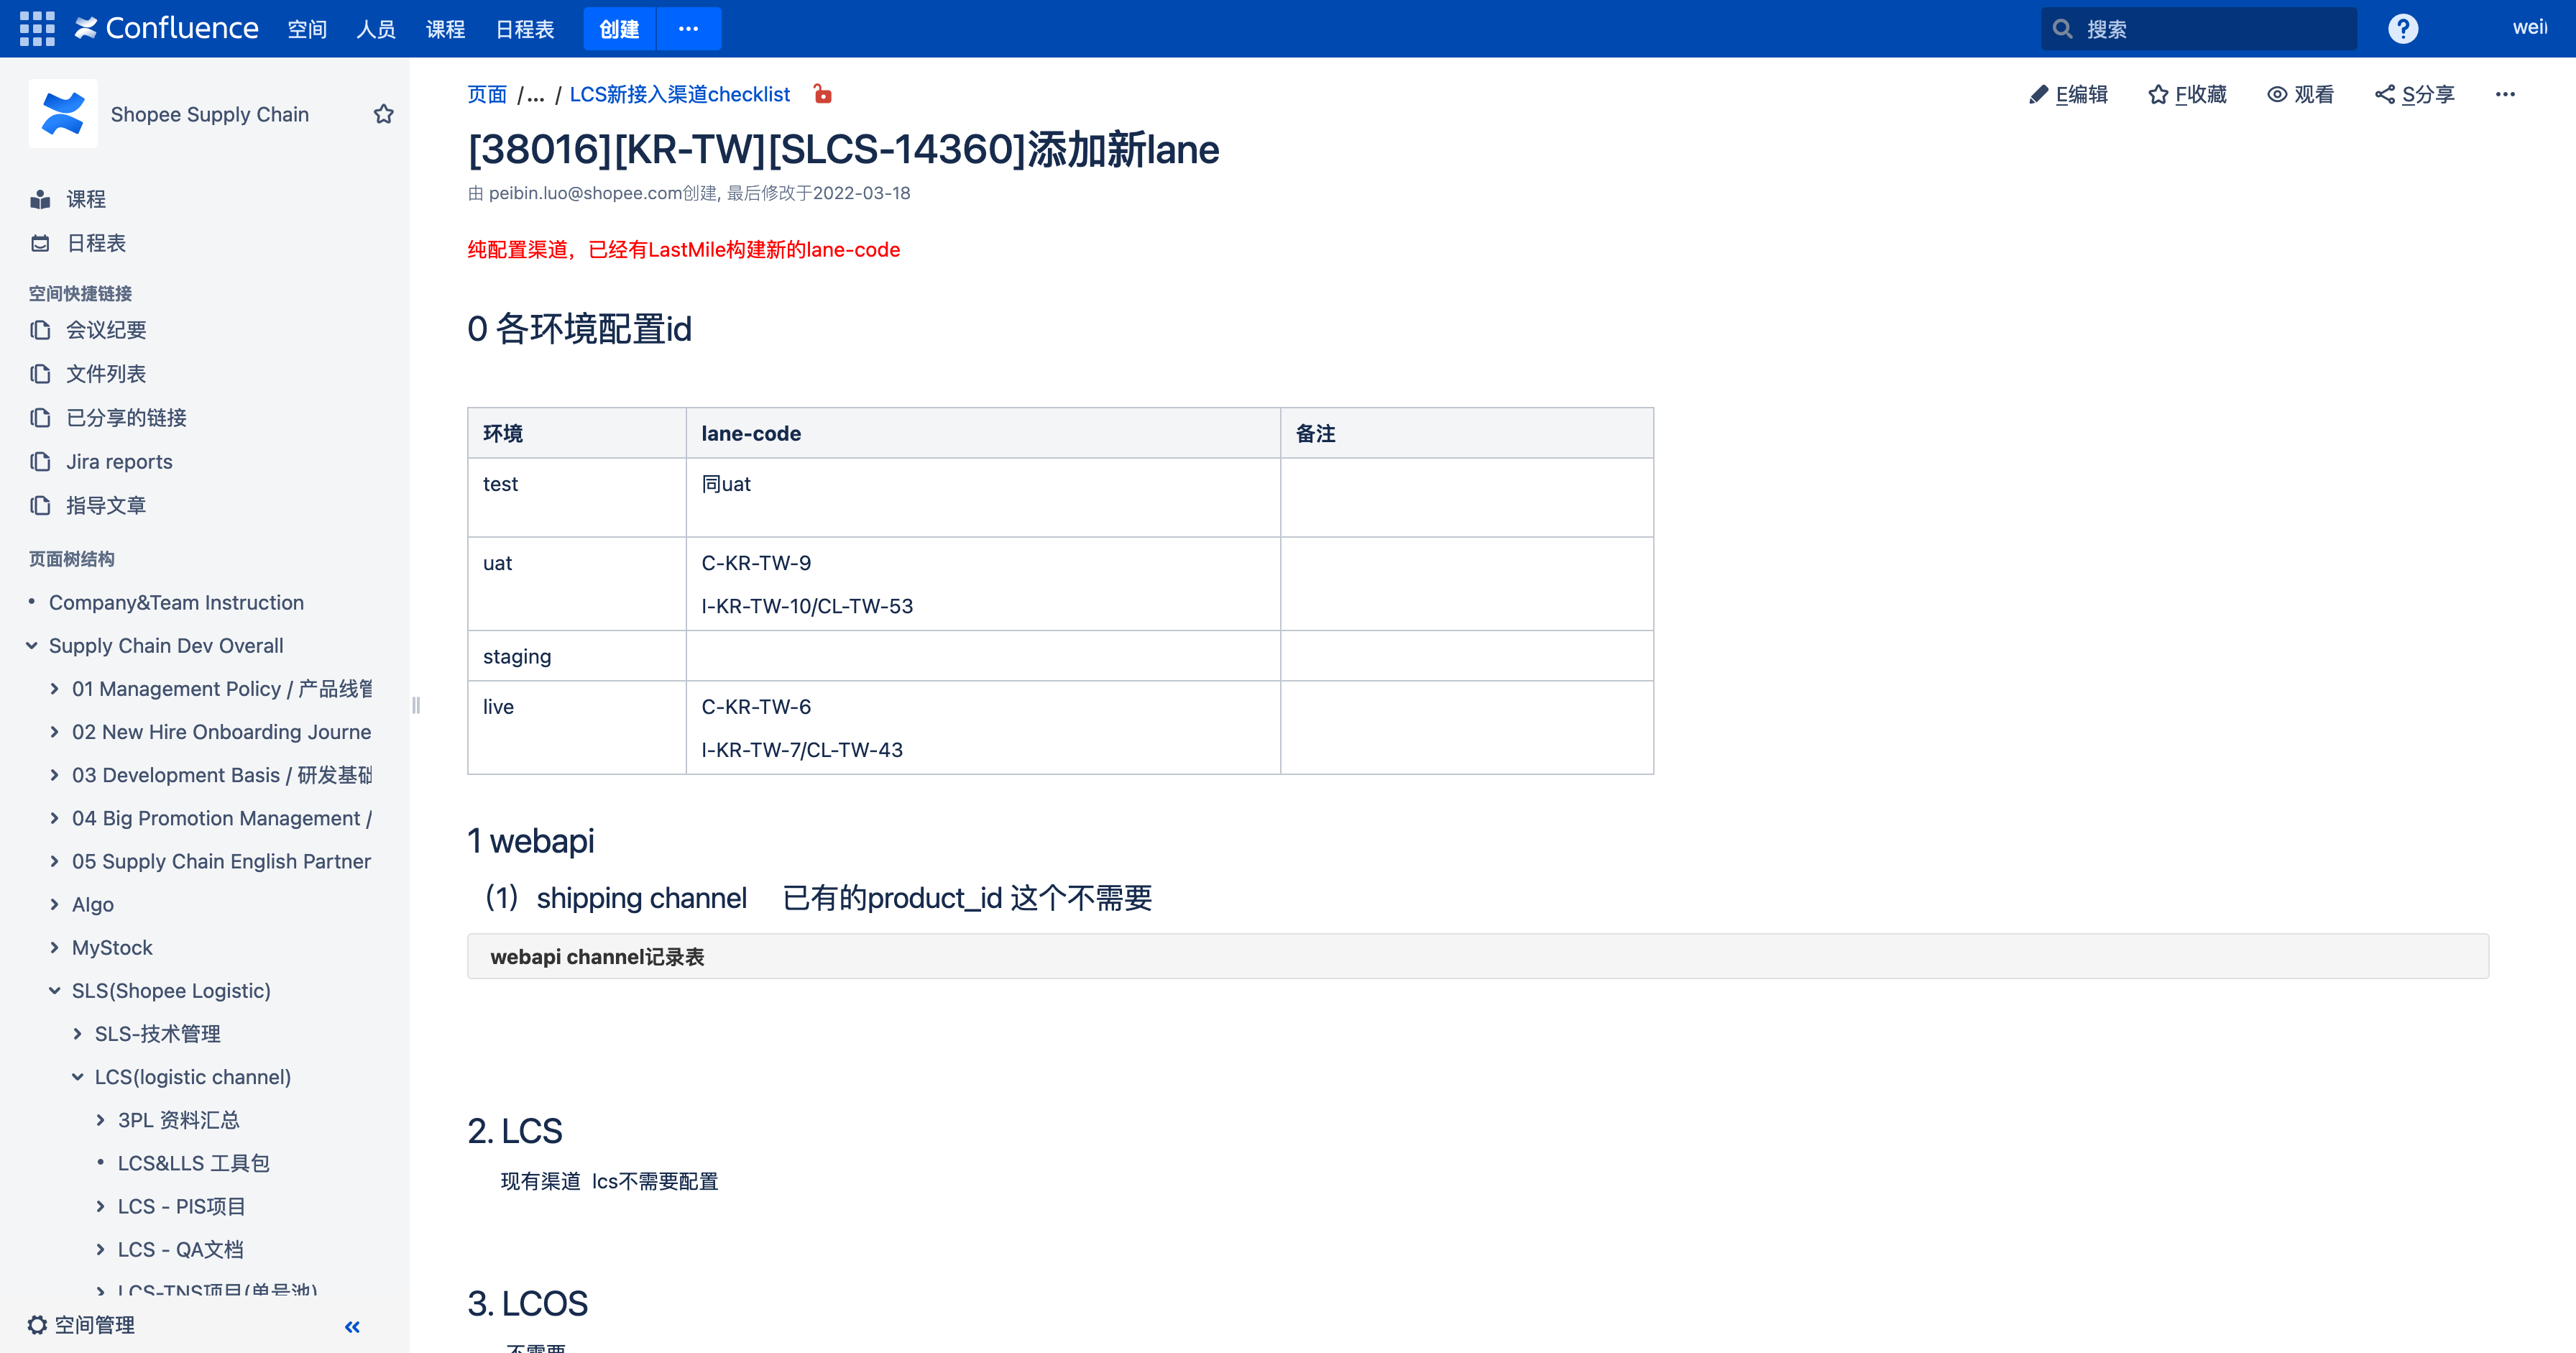 Confluence 空间 人员 课程 日程表 创建 ··· 搜索
Shopee Supply Chain
课程
日程表
空间快捷链接
会议纪要
文件列表
已分享的链接
Jira reports
指导文章
页面树结构
Company&Team Instruction
Supply Chain Dev Overall
01 Management Policy / 产品线管
02 New Hire Onboarding Journe
03 Development Basis / 研发基础
04 Big Promotion Management /
05 Supply Chain English Partner
Algo
MyStock
SLS(Shopee Logistic)
SLS-技术管理
LCS(logistic channel)
3PL 资料汇总
LCS&LLS 工具包
LCS - PIS项目
LCS - QA文档
LCS-TNS项目(单号池)
空间管理
页面 /... / LCS新接入渠道checklist
E编辑 F收藏 观看 S分享 ···
[38016][KR-TW][SLCS-14360]添加新lane
由 peibin.luo@shopee.com创建, 最后修改于2022-03-18
纯配置渠道，已经有LastMile构建新的lane-code
0 各环境配置id
环境 lane-code 备注
test 同uat
uat C-KR-TW-9
I-KR-TW-10/CL-TW-53
staging
live C-KR-TW-6
I-KR-TW-7/CL-TW-43
1 webapi
（1）shipping channel 已有的product_id 这个不需要
webapi channel记录表
2. LCS
现有渠道 lcs不需要配置
3. LCOS
不需要